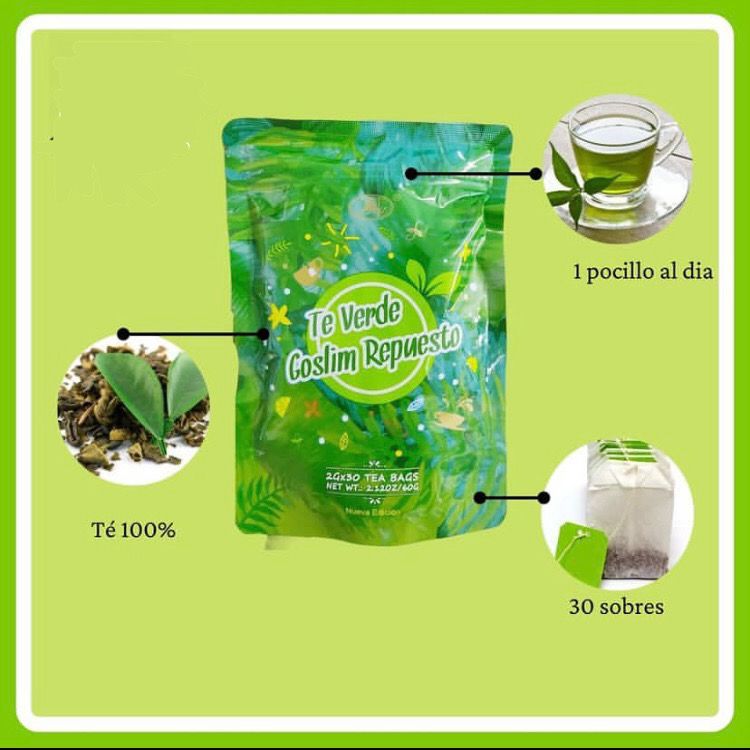 1 pocillo al dia
Te Verde
Goslim Repuesto
2GX30 TEA BAGS
NET WT.: 2.12OZ/60G
Nueva Edition
Té 100%
30 sobres